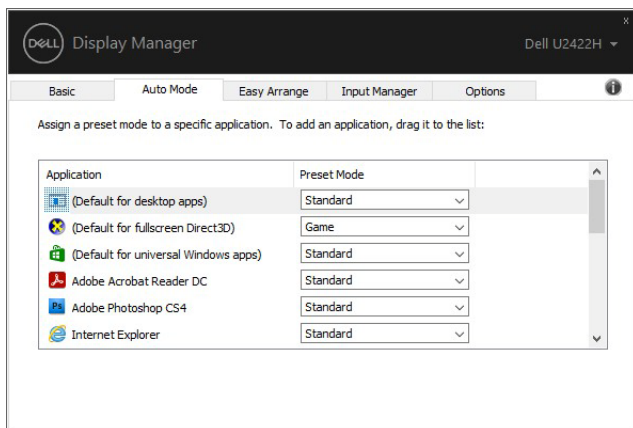 x
DELL Display Manager Dell U2422H
Basic Auto Mode Easy Arrange Input Manager Options i
Assign a preset mode to a specific application. To add an application, drag it to the list:
Application Preset Mode
(Default for desktop apps) Standard
(Default for fullscreen Direct3D) Game
(Default for universal Windows apps) Standard
Adobe Acrobat Reader DC Standard
Ps Adobe Photoshop CS4 Standard
Internet Explorer Standard